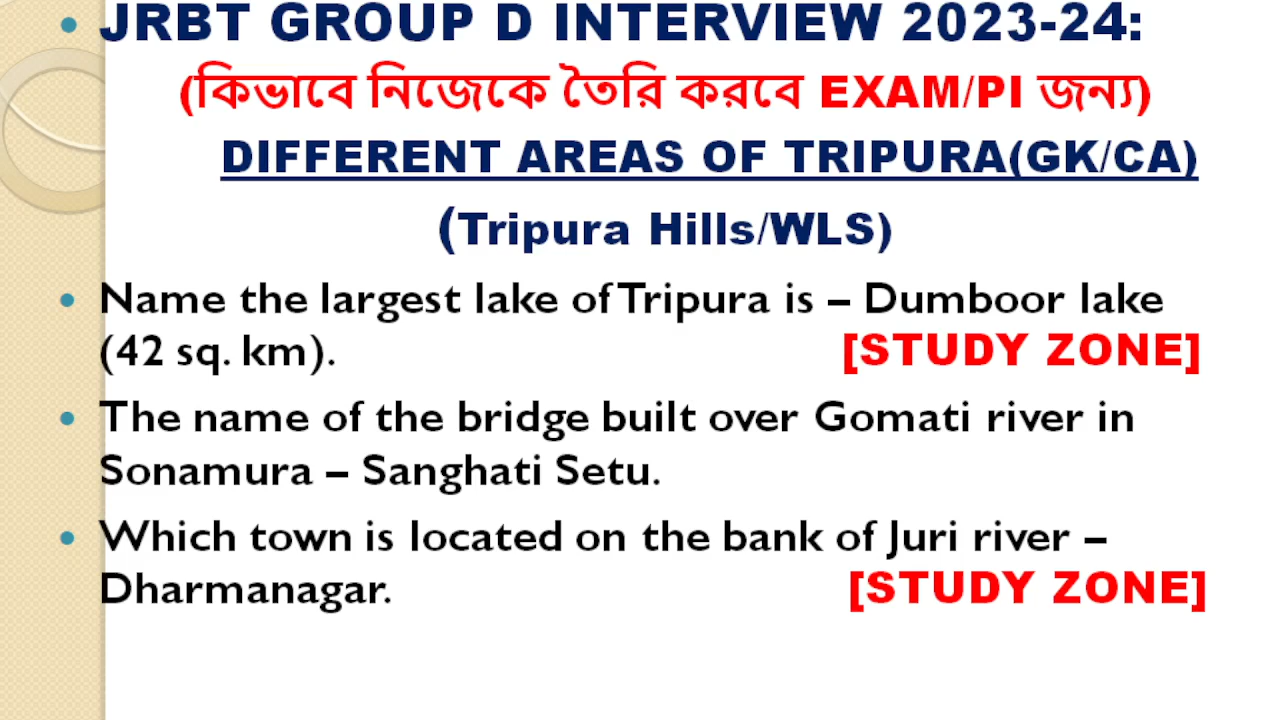 • JRBT GROUP D INTERVIEW 2023-24:
(কিভাবে নিজেকে তৈরি করবে EXAM/PI জন্য)
DIFFERENT AREAS OF TRIPURA(GK/CA)
(Tripura Hills/WLS)
• Name the largest lake of Tripura is – Dumboor lake
(42 sq. km). [STUDY ZONE]
• The name of the bridge built over Gomati river in
Sonamura – Sanghati Setu.
• Which town is located on the bank of Juri river –
Dharmanagar. [STUDY ZONE]